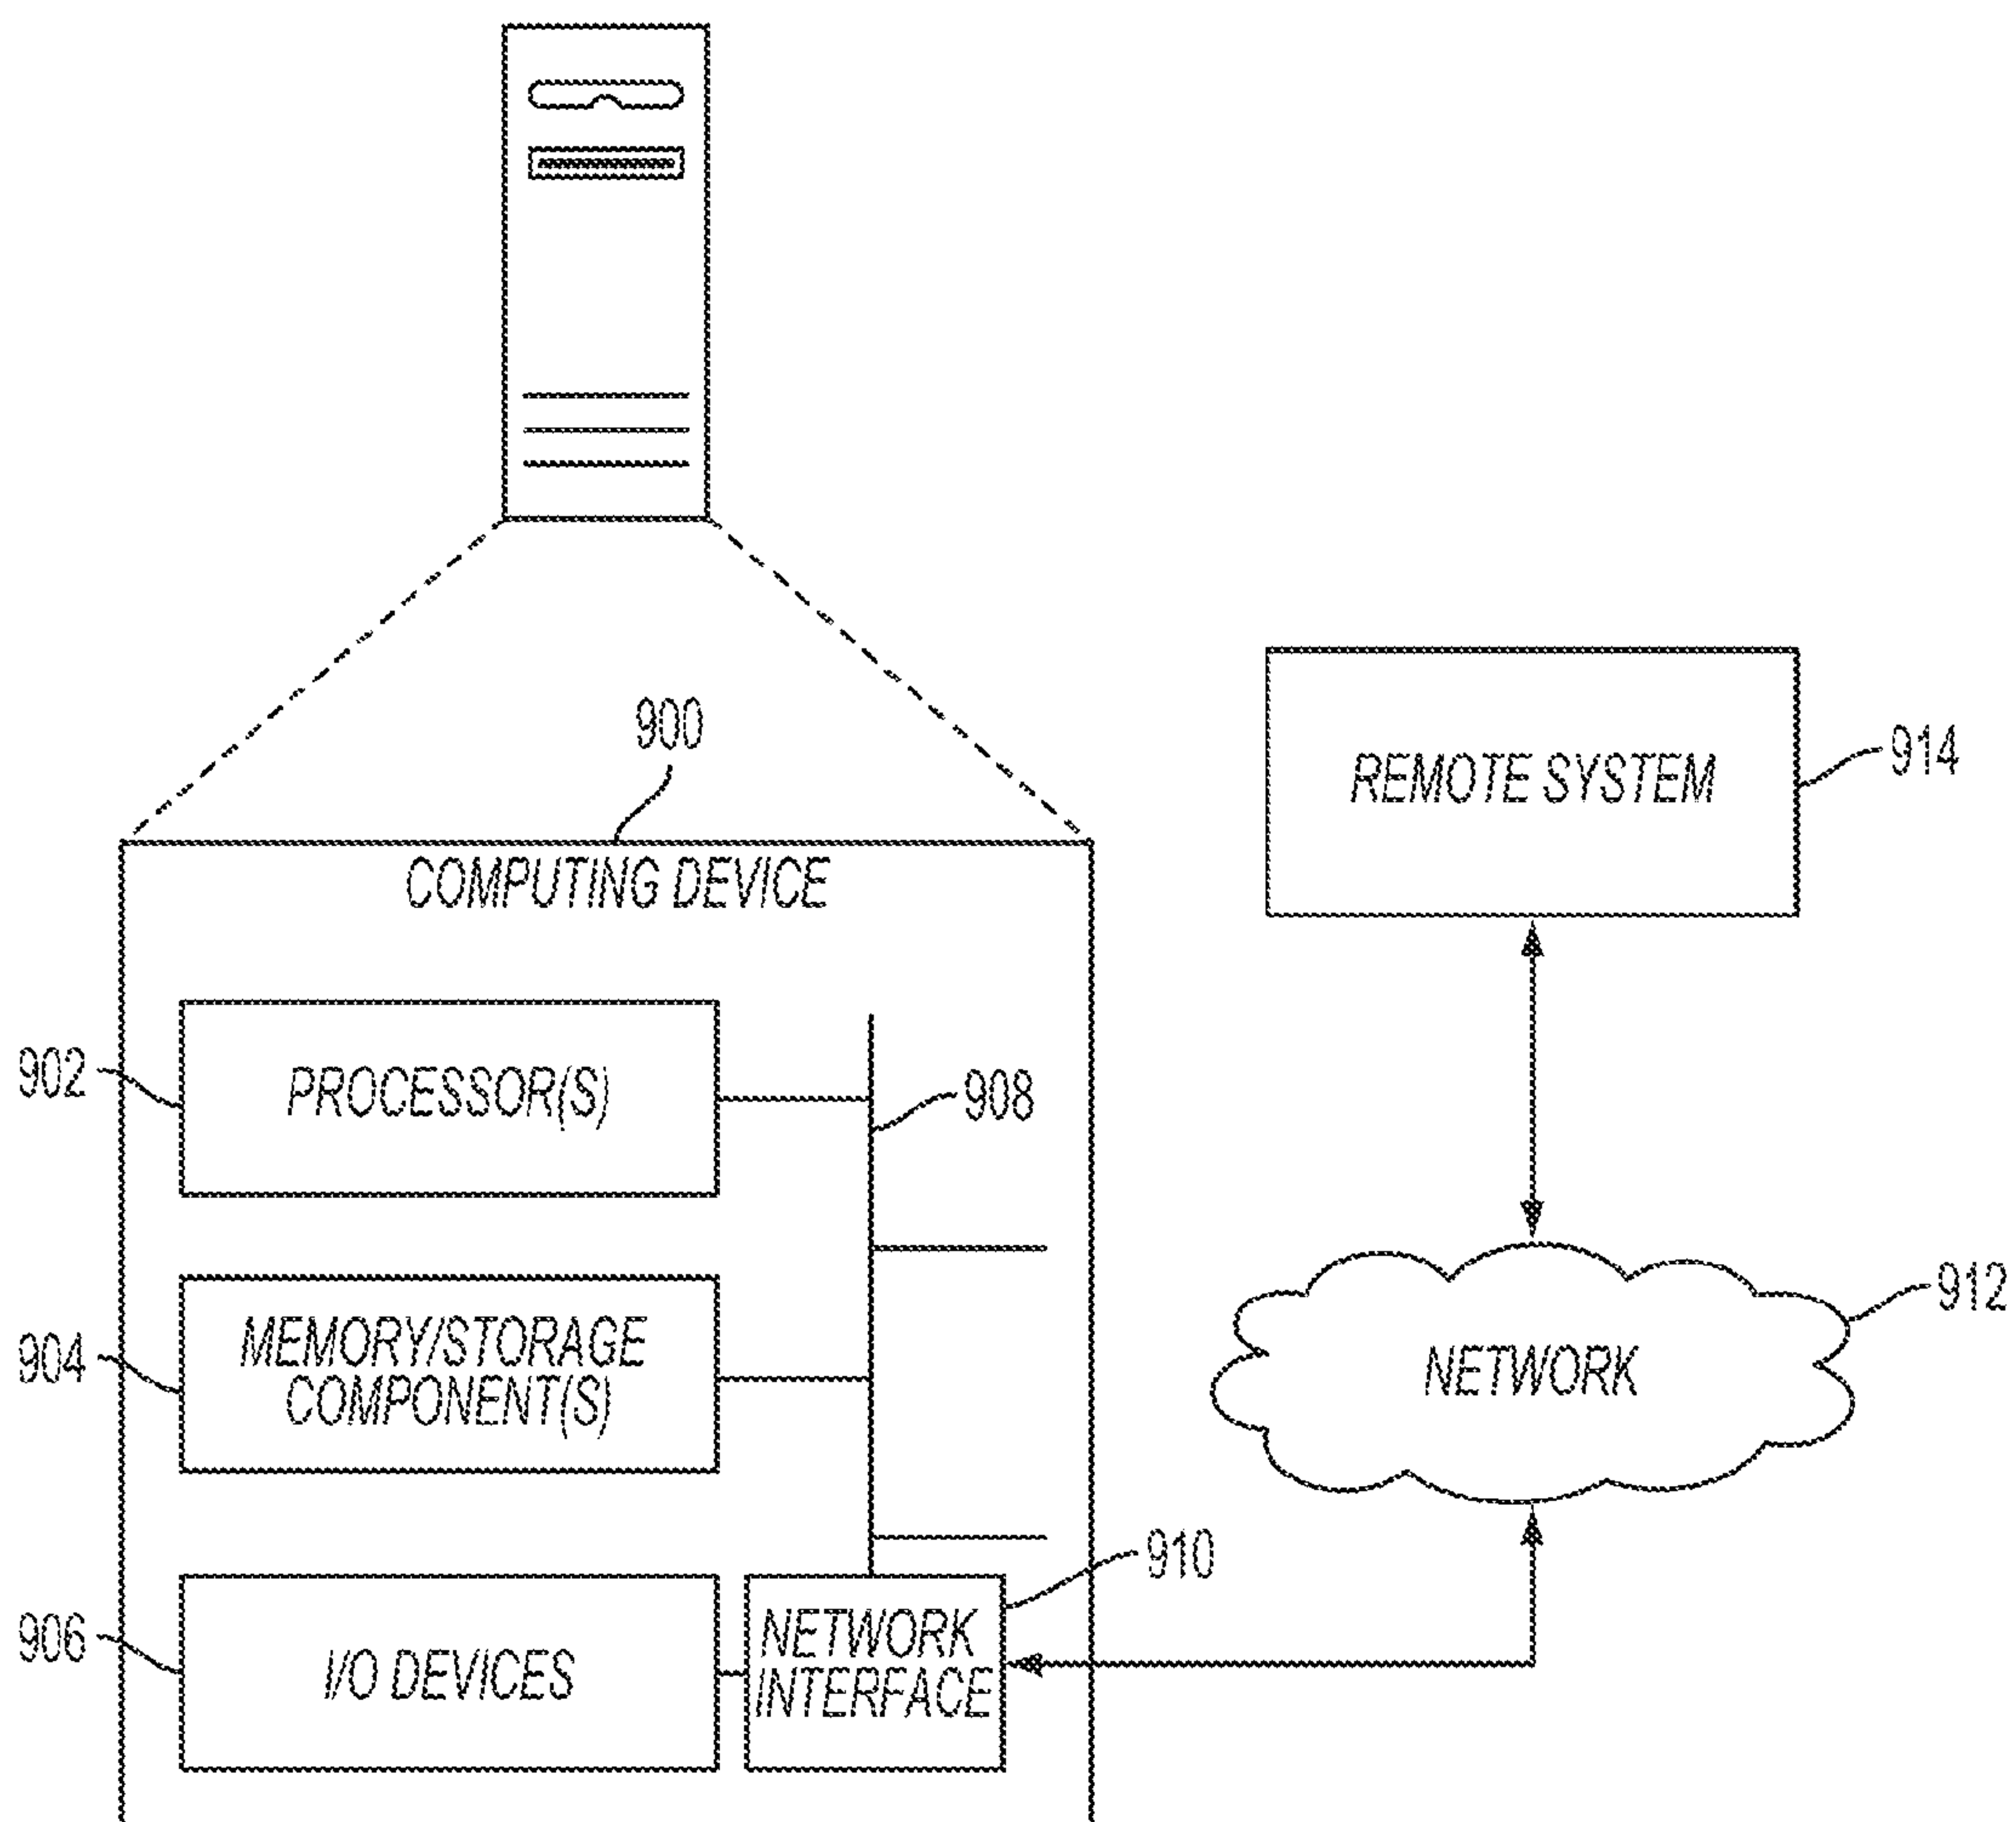 900
COMPUTING DEVICE
REMOTE SYSTEM
914
902
PROCESSOR(S)
908
904
MEMORY/STORAGE
COMPONENT(S)
NETWORK
912
906
I/O DEVICES
NETWORK
INTERFACE
910